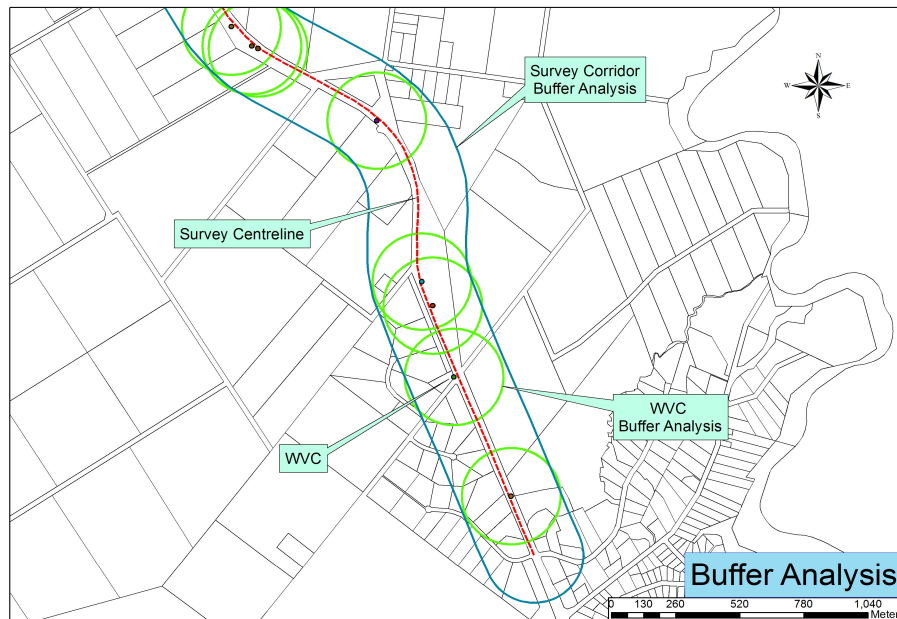 Survey Corridor
Buffer Analysis
N
W E
S
Survey Centreline
WVC
Buffer Analysis
WVC
Buffer Analysis
0 130 260 520 780 1,040
Meter